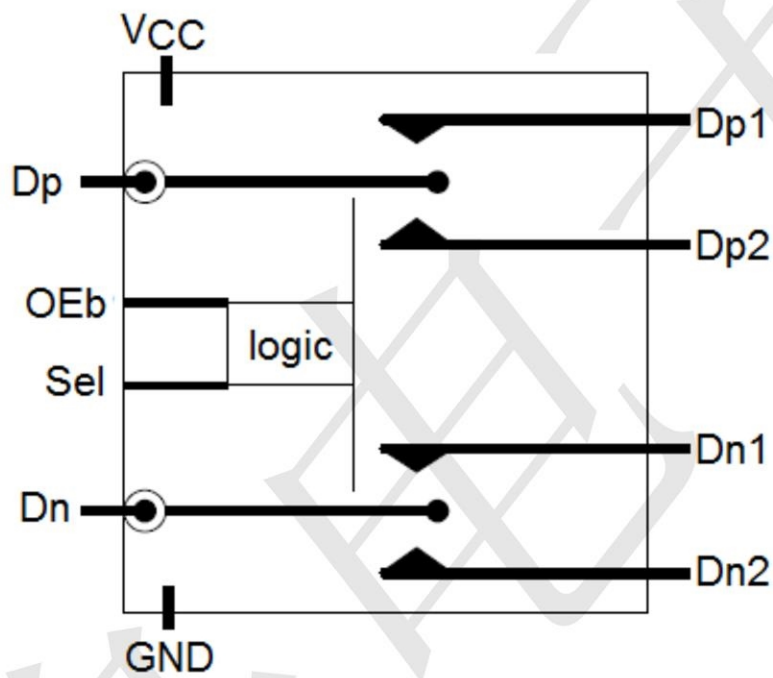 VCC
Dp1
Dp
Dp2
OEb
logic
Sel
Dn1
Dn
Dn2
GND